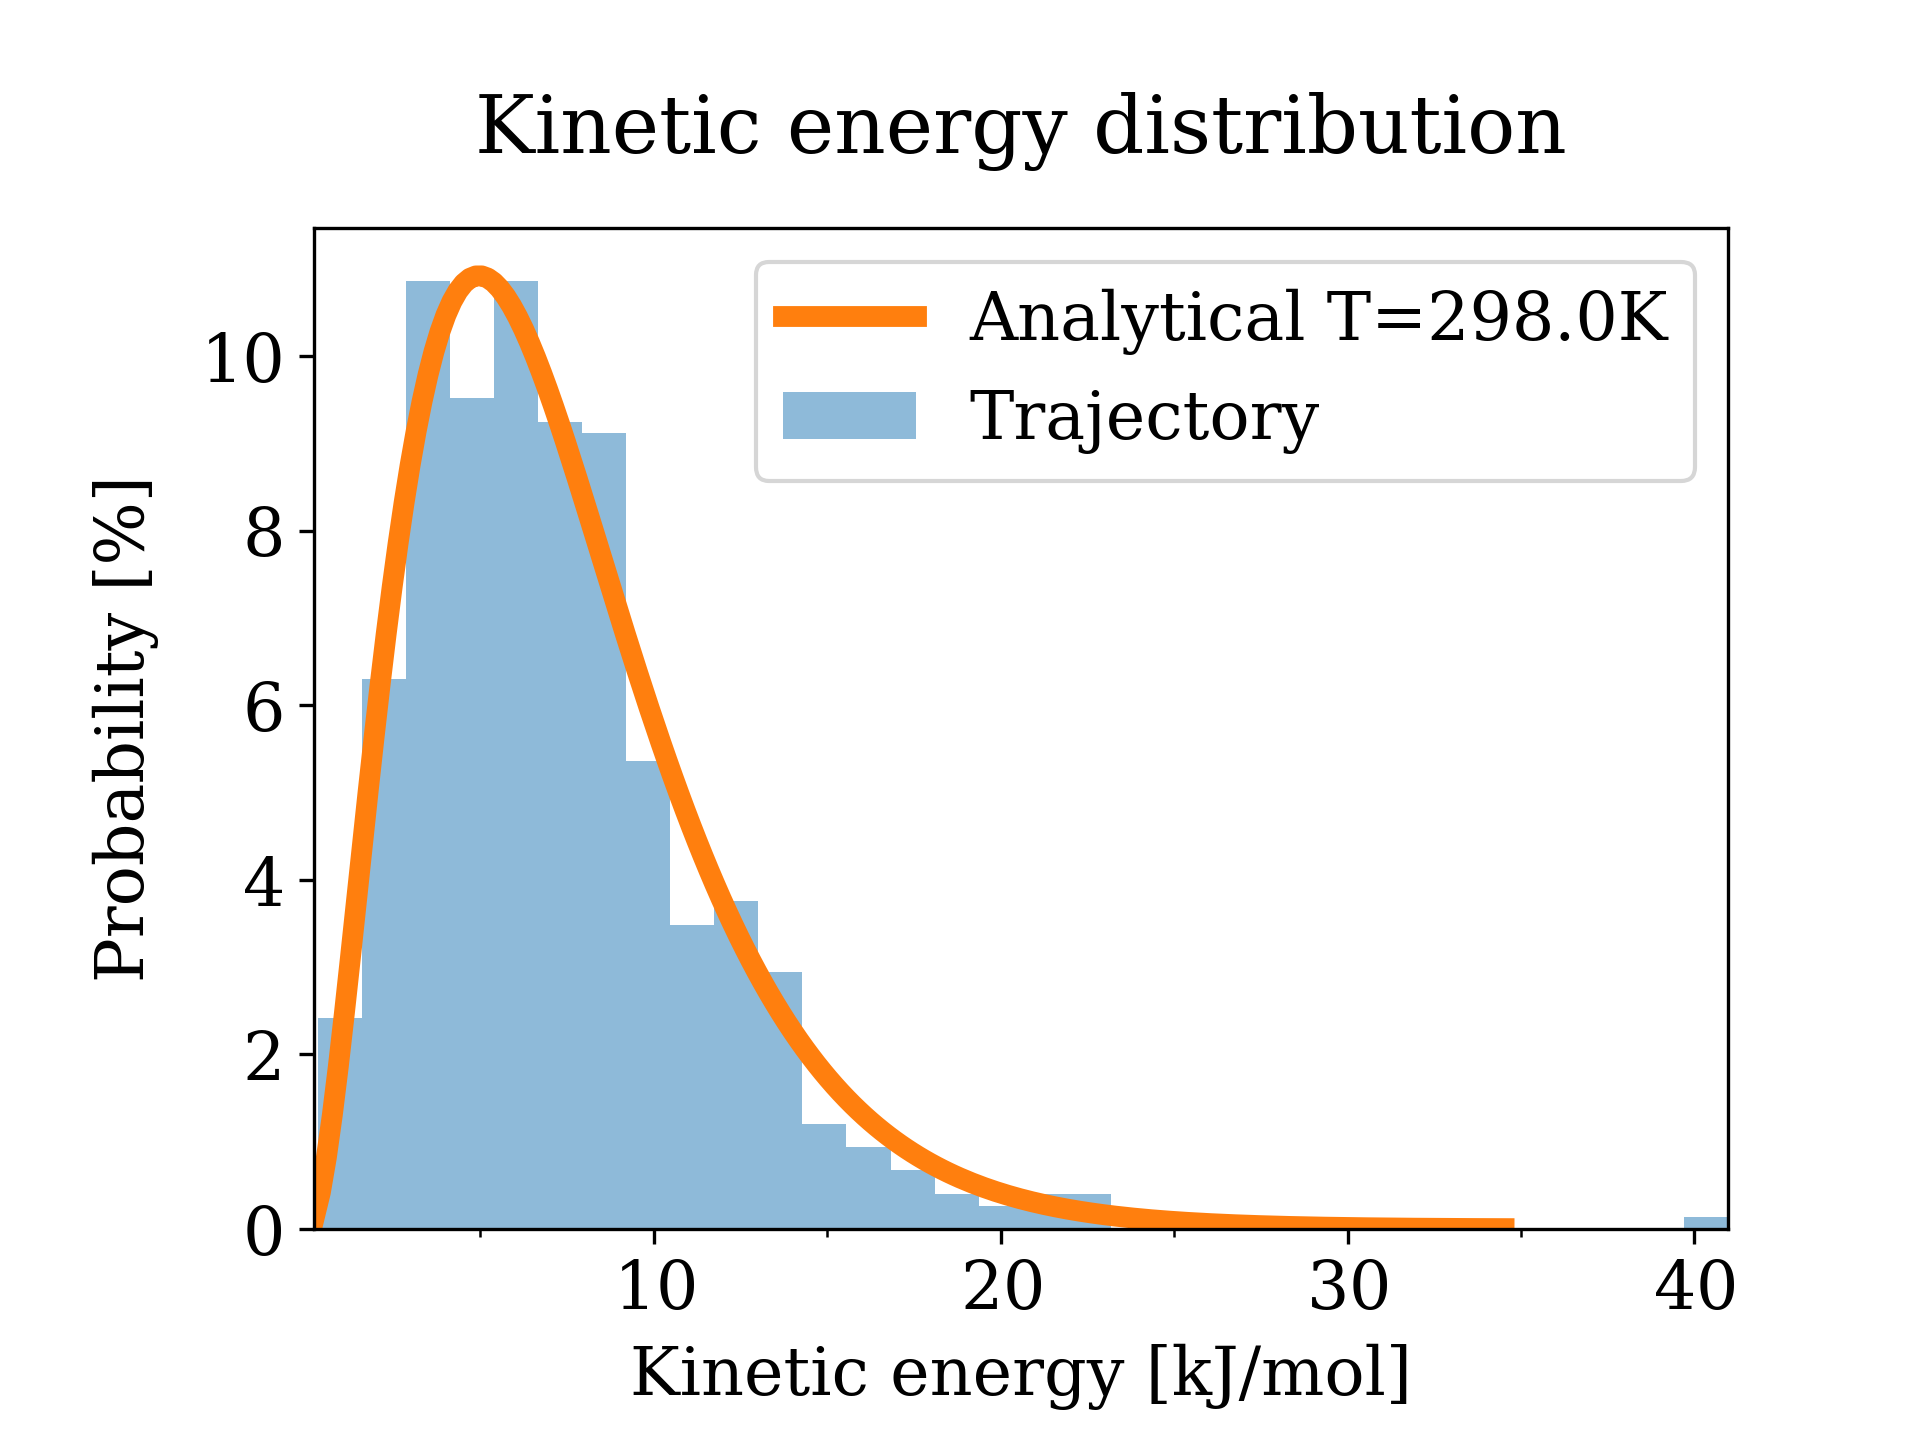 Kinetic energy distribution
Analytical T=298.0K
Trajectory
Probability [%]
10
8
6
4
2
0
10 20 30 40
Kinetic energy [kJ/mol]